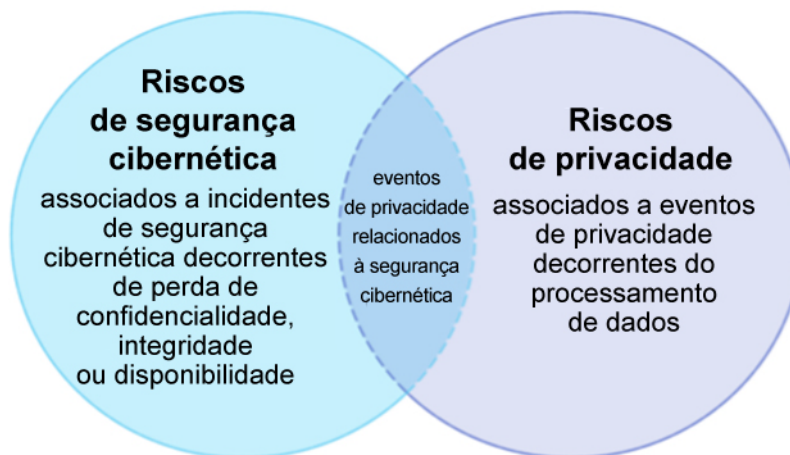 Riscos
de segurança
cibernética
associados a incidentes
de segurança
cibernética decorrentes
de perda de
confidencialidade,
integridade
ou disponibilidade
eventos
de privacidade
relacionados
à segurança
cibernética
Riscos
de privacidade
associados a eventos
de privacidade
decorrentes do
processamento
de dados